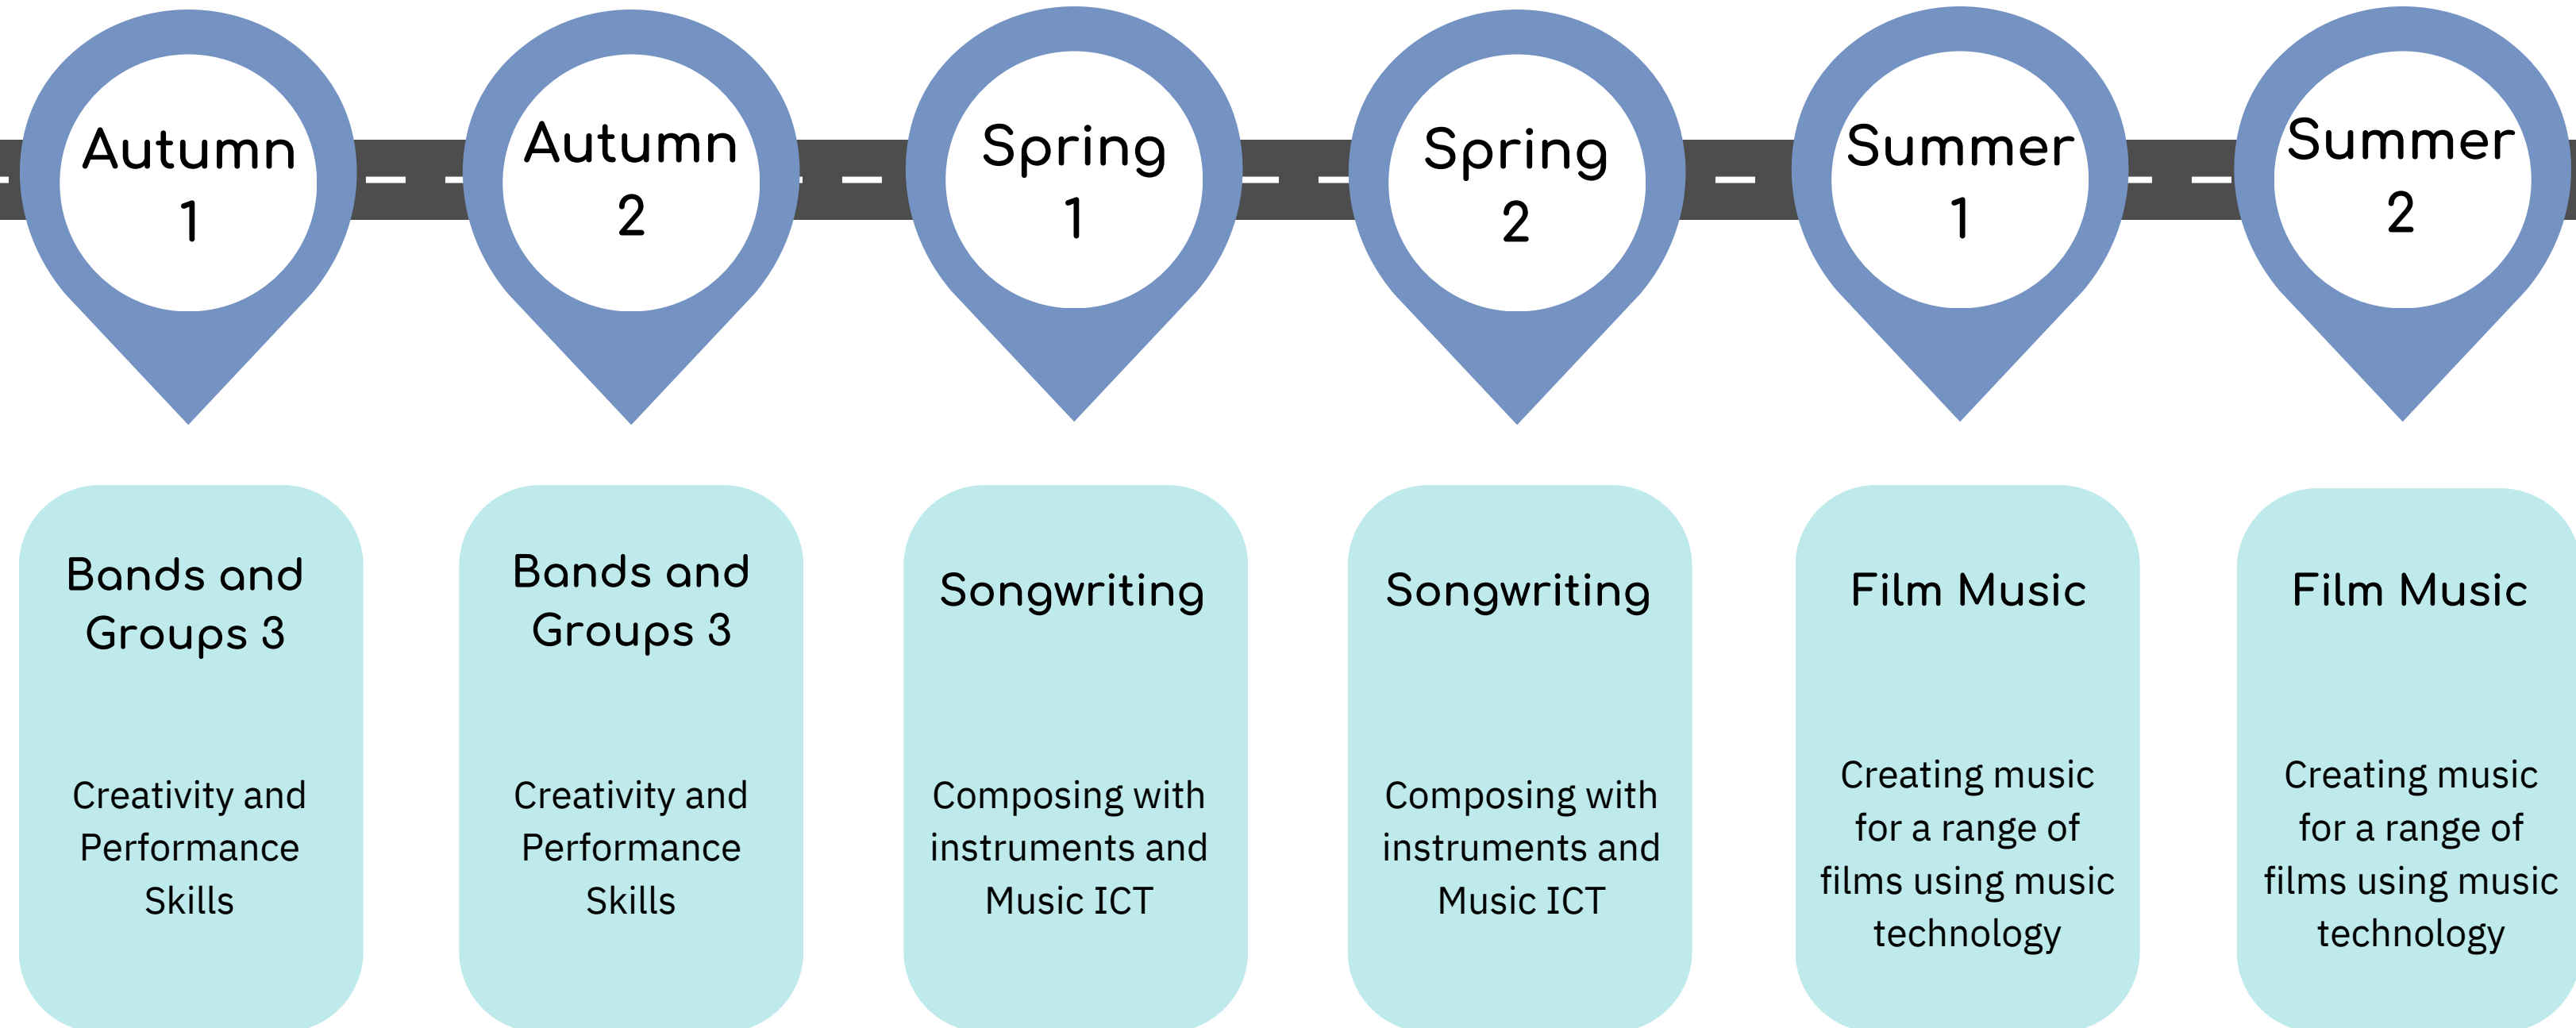 Autumn
1
Autumn
2
Spring
1
Spring
2
Summer
1
Summer
2
Bands and
Groups 3
Creativity and
Performance
Skills
Bands and
Groups 3
Creativity and
Performance
Skills
Songwriting
Composing with
instruments and
Music ICT
Songwriting
Composing with
instruments and
Music ICT
Film Music
Creating music
for a range of
films using music
technology
Film Music
Creating music
for a range of
films using music
technology